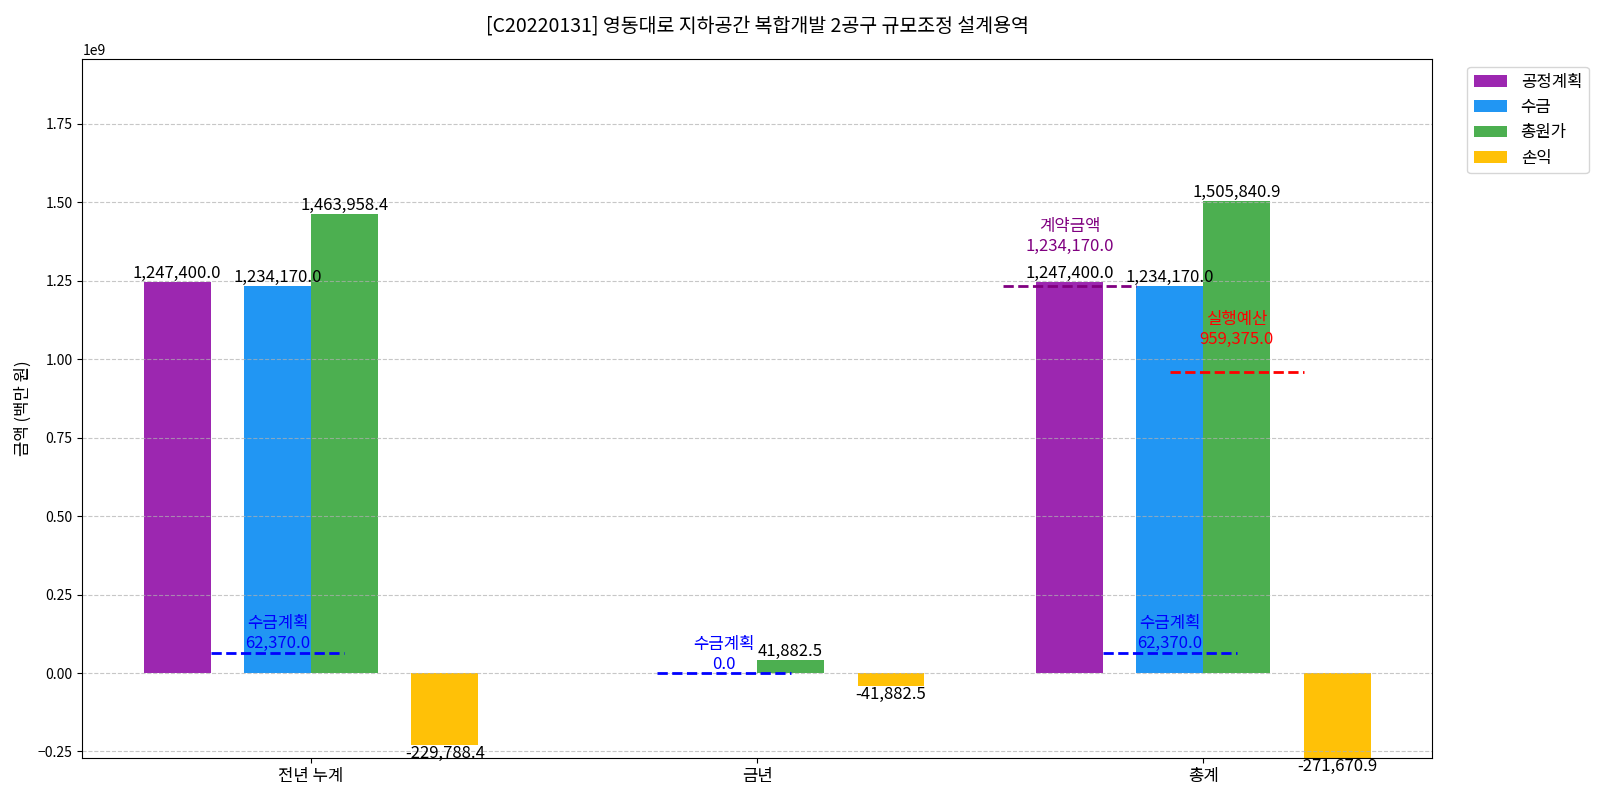 [C20220131] 영동대로 지하공간 복합개발 2공구 규모조정 설계용역
1e9
공정계획
수금
총원가
손익
금액 (백만 원)
1.75
1.50
1.25
1.00
0.75
0.50
0.25
0.00
−0.25
1,247,400.0
1,234,170.0
1,463,958.4
수금계획
62,370.0
-229,788.4
수금계획
0.0
41,882.5
-41,882.5
계약금액
1,234,170.0
1,247,400.0
1,234,170.0
1,505,840.9
실행예산
959,375.0
수금계획
62,370.0
-271,670.9
전년 누계
금년
총계